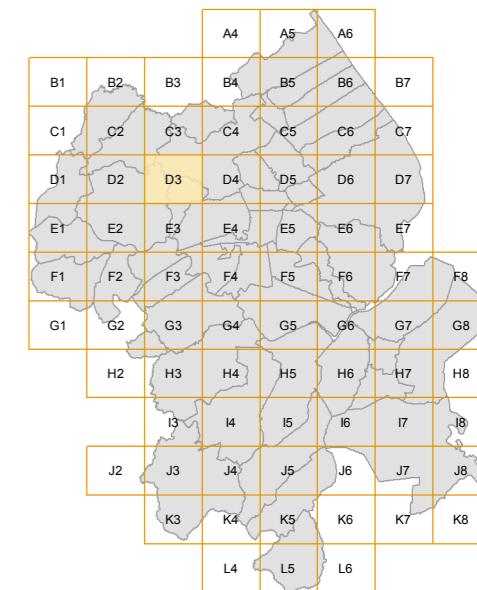 A4 A5 A6
B1 B2 B3 B4 B5 B6 B7
C1 C2 C3 C4 C5 C6 C7
D1 D2 D3 D4 D5 D6 D7
E1 E2 E3 E4 E5 E6 E7
F1 F2 F3 F4 F5 F6 F7 F8
G1 G2 G3 G4 G5 G6 G7 G8
H2 H3 H4 H5 H6 H7 H8
I3 I4 I5 I6 I7 I8
J2 J3 J4 J5 J6 J7 J8
K3 K4 K5 K6 K7 K8
L4 L5 L6